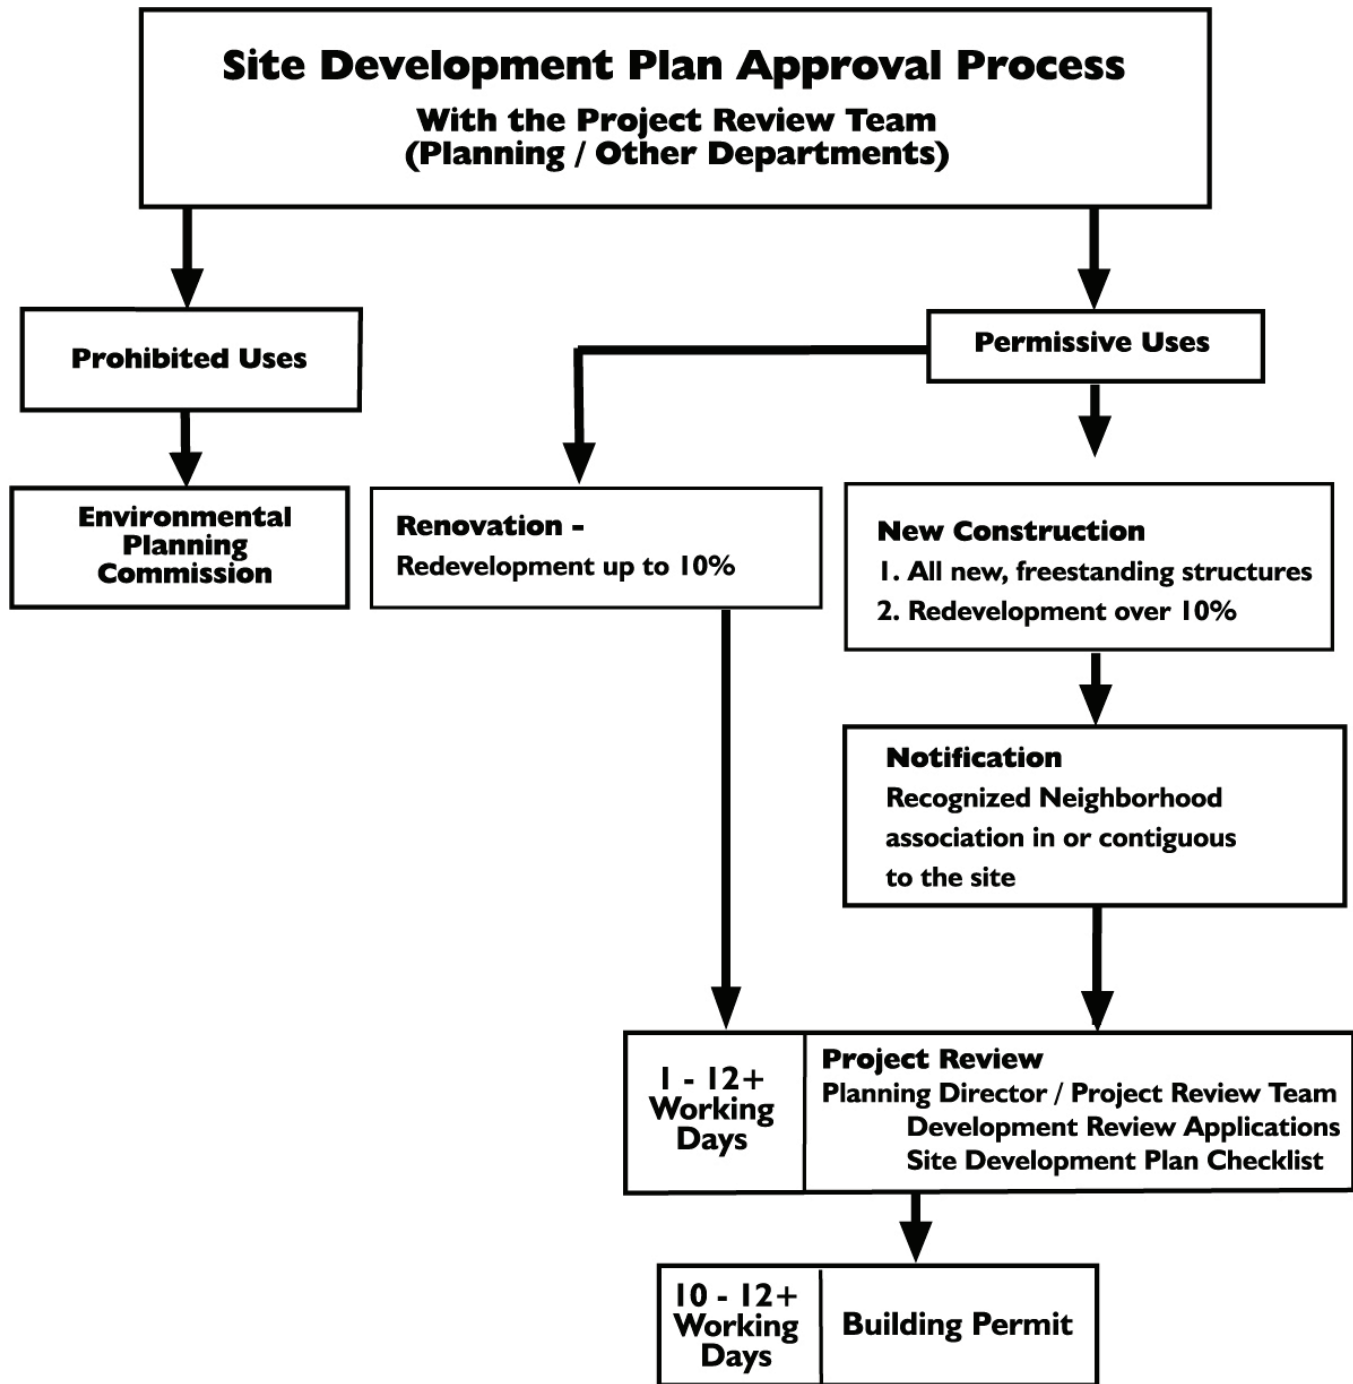 Site Development Plan Approval Process
With the Project Review Team
(Planning / Other Departments)
Prohibited Uses
Permissive Uses
Environmental
Planning
Commission
Renovation -
Redevelopment up to 10%
New Construction
1. All new, freestanding structures
2. Redevelopment over 10%
Notification
Recognized Neighborhood
association in or contiguous
to the site
1 - 12+
Working
Days
Project Review
Planning Director / Project Review Team
Development Review Applications
Site Development Plan Checklist
10 - 12+
Working
Days
Building Permit